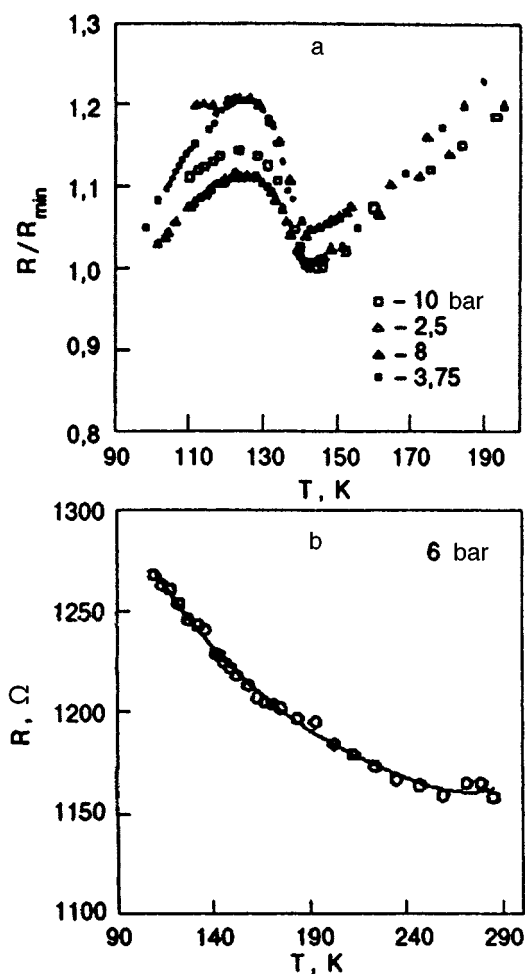 1,3
a
1,2
1,1
R/Rmin
1,0
□ – 10 bar
△ – 2,5
▲ – 8
▪ – 3,75
0,9
0,8
90 110 130 150 170 190
T, K
1300
b 6 bar
1250
R, Ω
1200
1150
1100
90 140 190 240 290
T, K